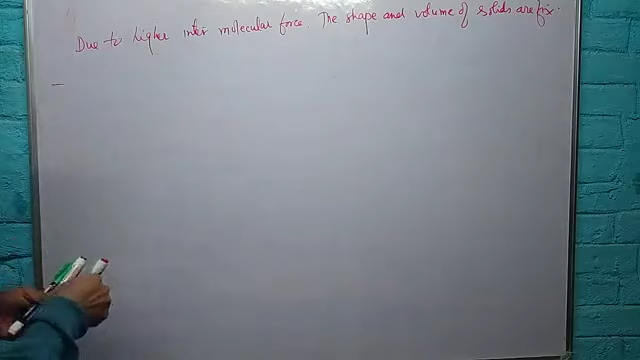 Due to higher inter molecular force. The shape and volume of solids are fix.